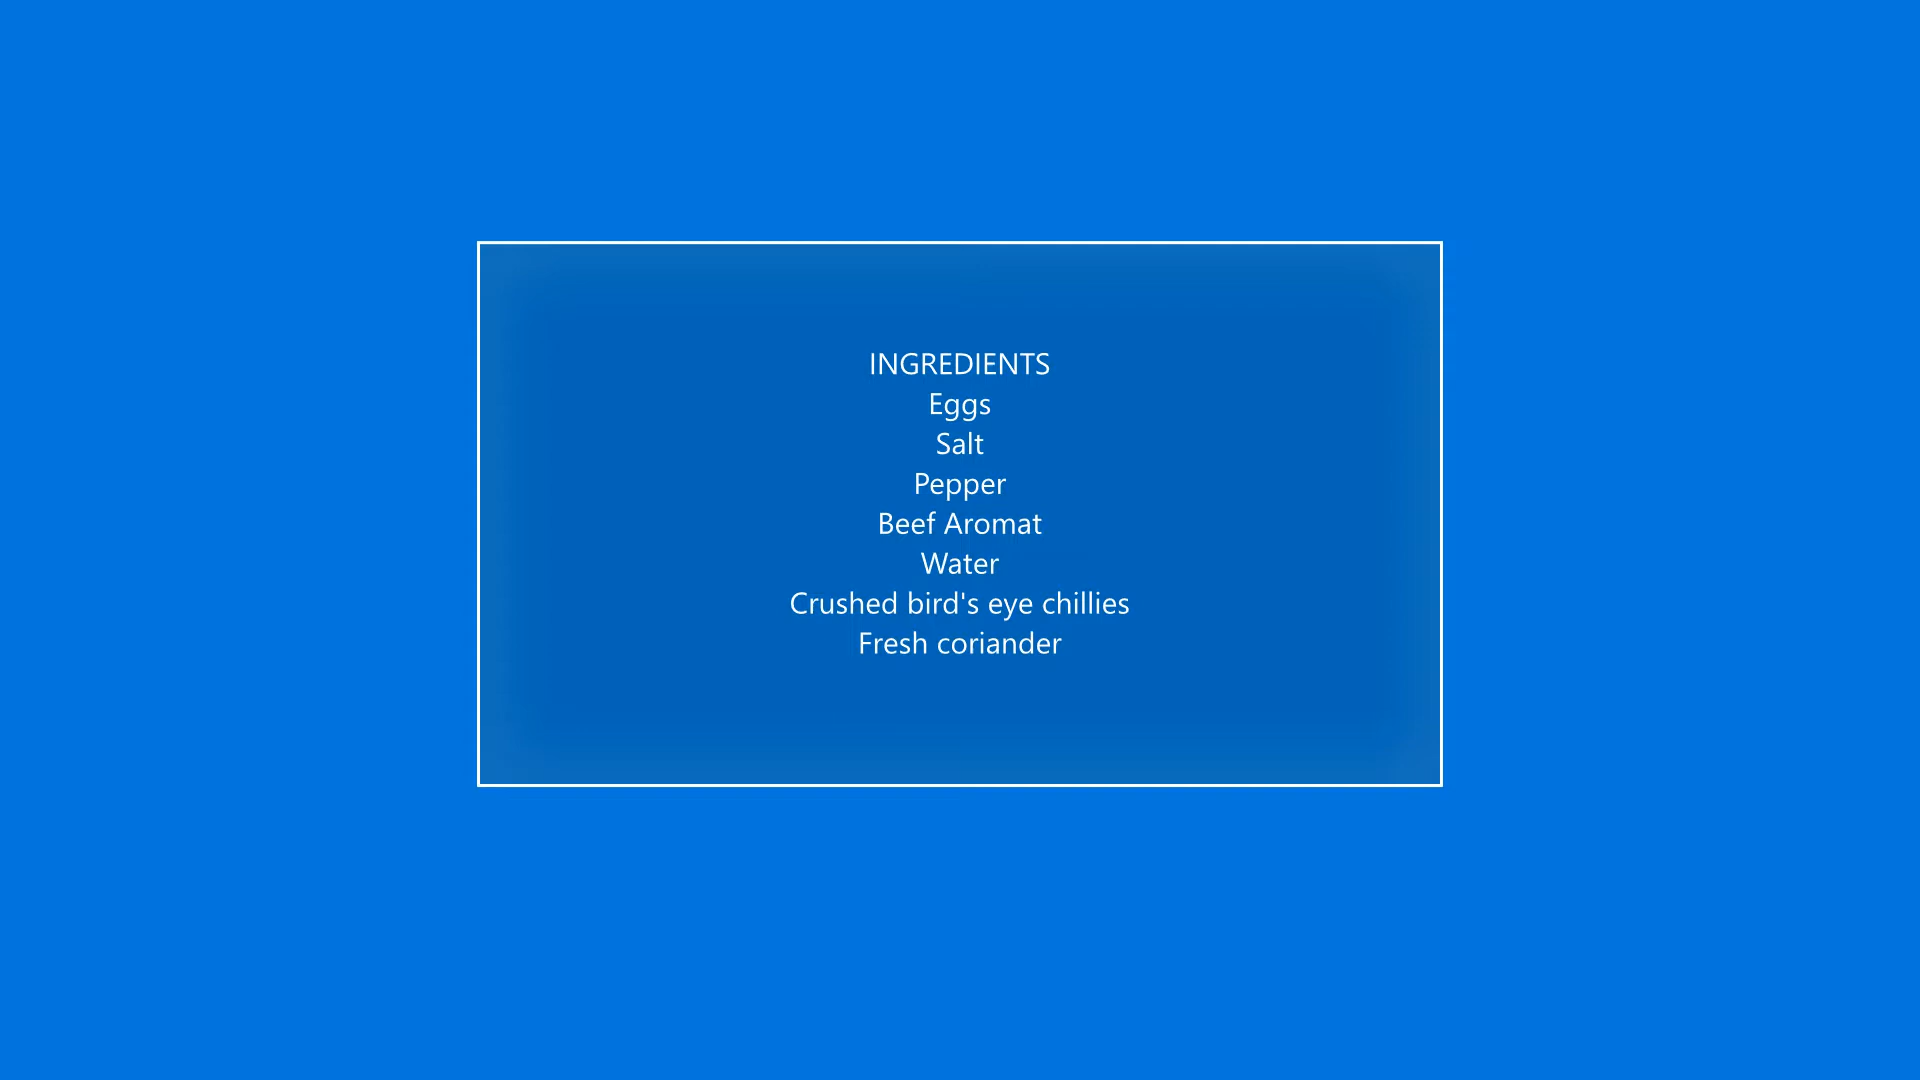 INGREDIENTS
Eggs
Salt
Pepper
Beef Aromat
Water
Crushed bird's eye chillies
Fresh coriander